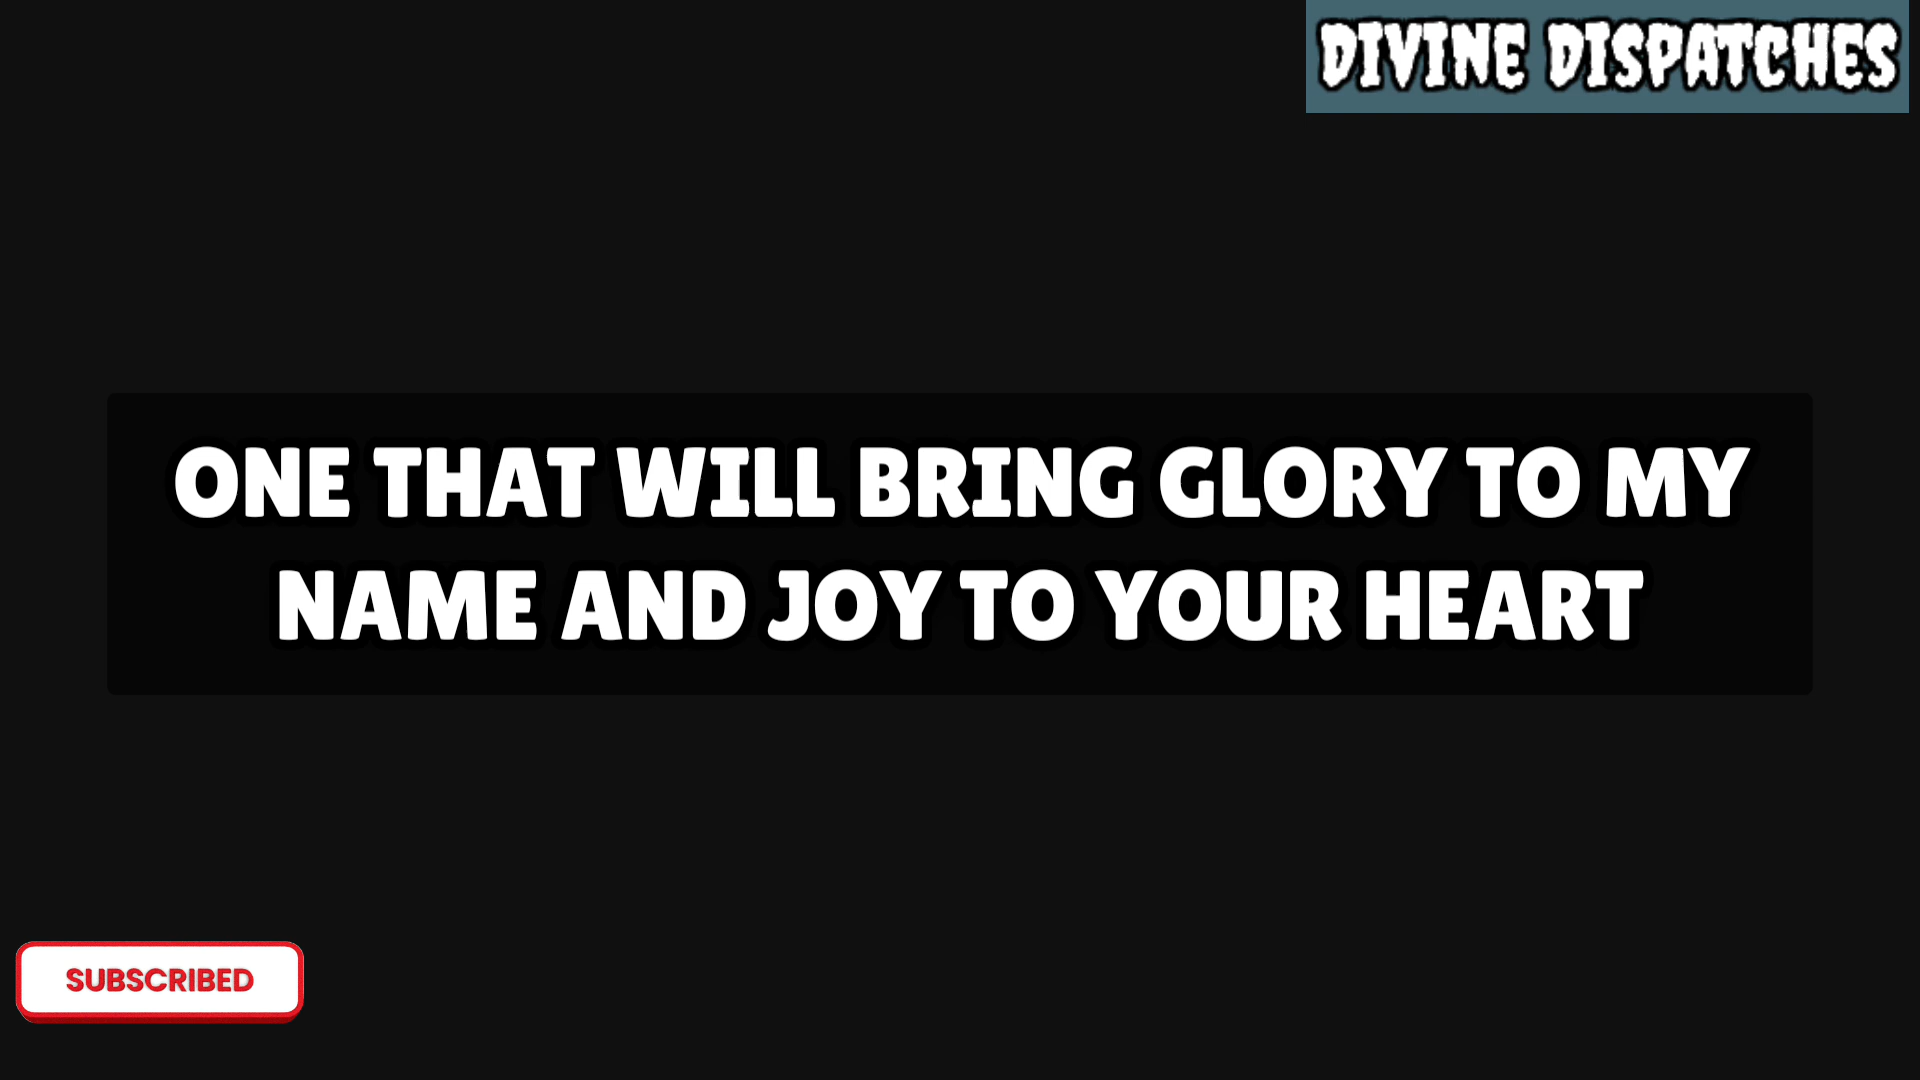 DIVINE DISPATCHES
ONE THAT WILL BRING GLORY TO MY
NAME AND JOY TO YOUR HEART
SUBSCRIBED